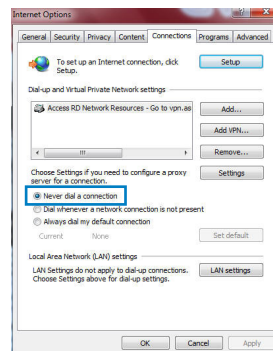 Internet Options
General Security Privacy Content Connections Programs Advanced
To set up an Internet connection, click
Setup.
Setup
Dial-up and Virtual Private Network settings
Access RD Network Resources - Go to vpn.as
Add...
Add VPN...
Remove...
Choose Settings if you need to configure a proxy
server for a connection.
Settings
Never dial a connection
Dial whenever a network connection is not present
Always dial my default connection
Current None
Set default
Local Area Network (LAN) settings
LAN Settings do not apply to dial-up connections.
Choose Settings above for dial-up settings.
LAN settings
OK Cancel Apply